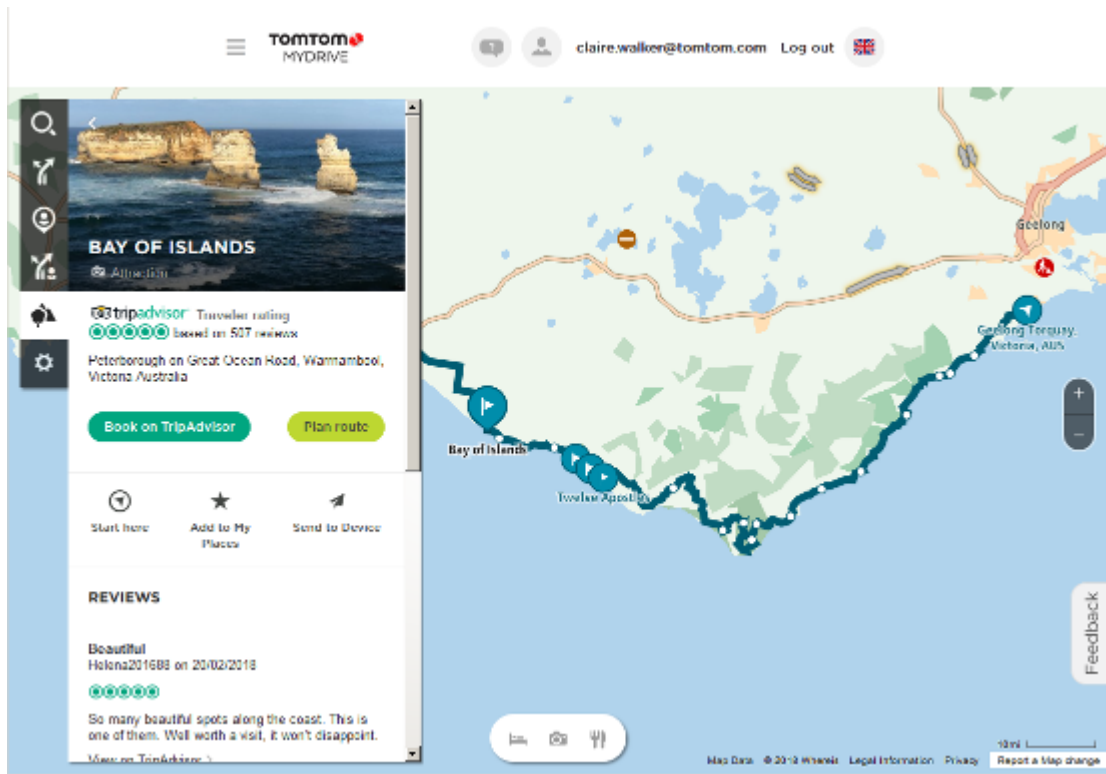 TOMTOM
MYDRIVE
?
claire.walker@tomtom.com Log out
BAY OF ISLANDS
Attraction
tripadvisor Traveler rating
based on 507 reviews
Peterborough on Great Ocean Road, Warrnambool,
Victoria Australia
Book on TripAdvisor
Plan route
Start here
Add to My
Places
Send to Device
REVIEWS
Beautiful
Helena201688 on 20/02/2018
So many beautiful spots along the coast. This is
one of them. Well worth a visit, it won't disappoint.
View on TripAdvisor >
Geelong
Geelong Torquay,
Victoria, AUS
Bay of Islands
Twelve Apostles
+
−
Feedback
10 mi
Map Data © 2018 Whereis Legal Information Privacy Report a Map change